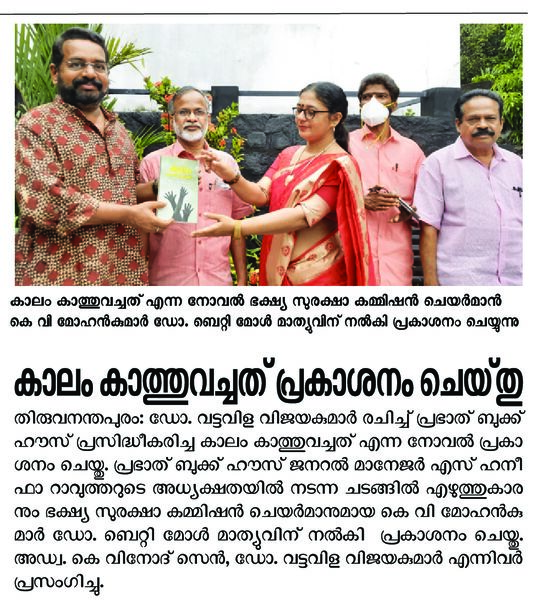 കാലം കാത്തുവച്ചത് എന്ന നോവൽ ഭക്ഷ്യ സുരക്ഷാ കമ്മിഷൻ ചെയർമാൻ
കെ വി മോഹൻകുമാർ ഡോ. ബെറ്റി മോൾ മാത്യുവിന് നൽകി പ്രകാശനം ചെയ്യുന്നു
കാലം കാത്തുവച്ചത് പ്രകാശനം ചെയ്തു
തിരുവനന്തപുരം: ഡോ. വട്ടവിള വിജയകുമാർ രചിച്ച് പ്രഭാത് ബുക്ക്
ഹൗസ് പ്രസിദ്ധീകരിച്ച കാലം കാത്തുവച്ചത് എന്ന നോവൽ പ്രകാ
ശനം ചെയ്തു. പ്രഭാത് ബുക്ക് ഹൗസ് ജനറൽ മാനേജർ എസ് ഹനീ
ഫാ റാവുത്തറുടെ അധ്യക്ഷതയിൽ നടന്ന ചടങ്ങിൽ എഴുത്തുകാര
നും ഭക്ഷ്യ സുരക്ഷാ കമ്മിഷൻ ചെയർമാനുമായ കെ വി മോഹൻകു
മാർ ഡോ. ബെറ്റി മോൾ മാത്യുവിന് നൽകി പ്രകാശനം ചെയ്തു.
അഡ്വ. കെ വിനോദ് സെൻ, ഡോ. വട്ടവിള വിജയകുമാർ എന്നിവർ
പ്രസംഗിച്ചു.